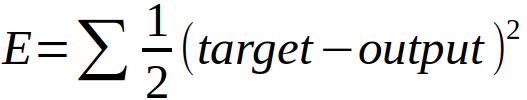 E=∑ 1/2 (target−output)²